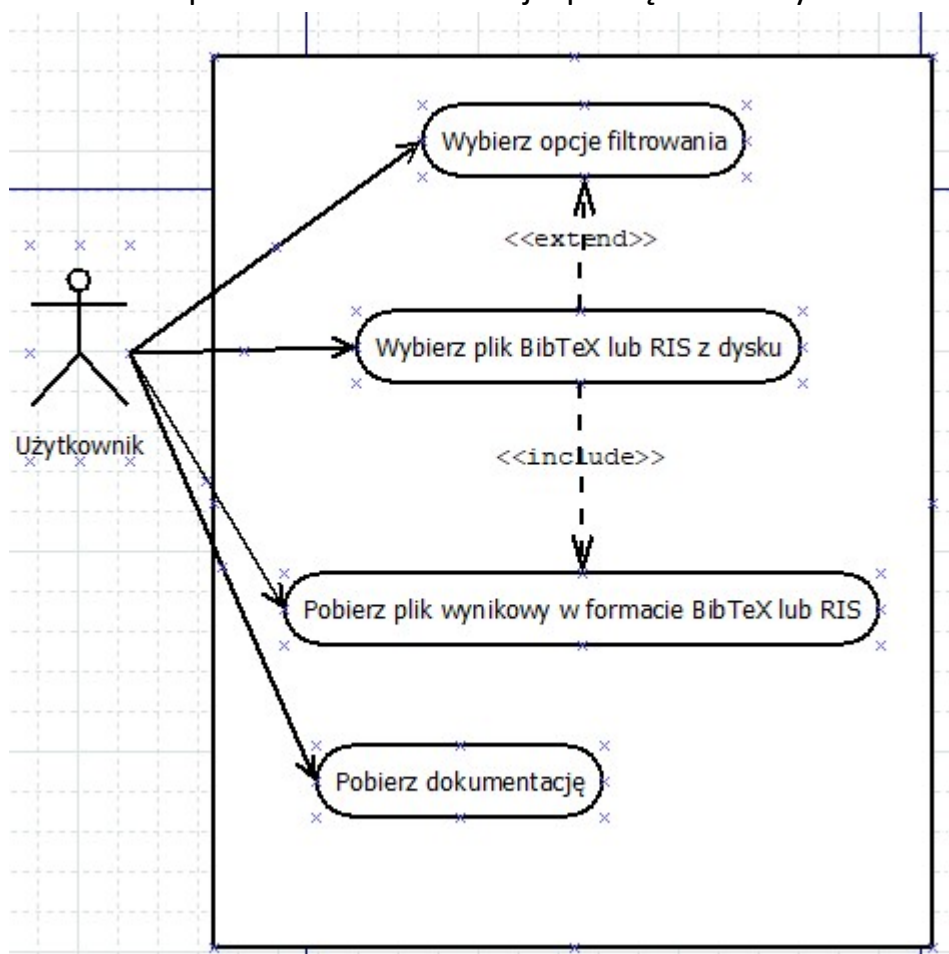 Wybierz opcje filtrowania
<<extend>>
Wybierz plik BibTeX lub RIS z dysku
Użytkownik
<<include>>
Pobierz plik wynikowy w formacie BibTeX lub RIS
Pobierz dokumentację